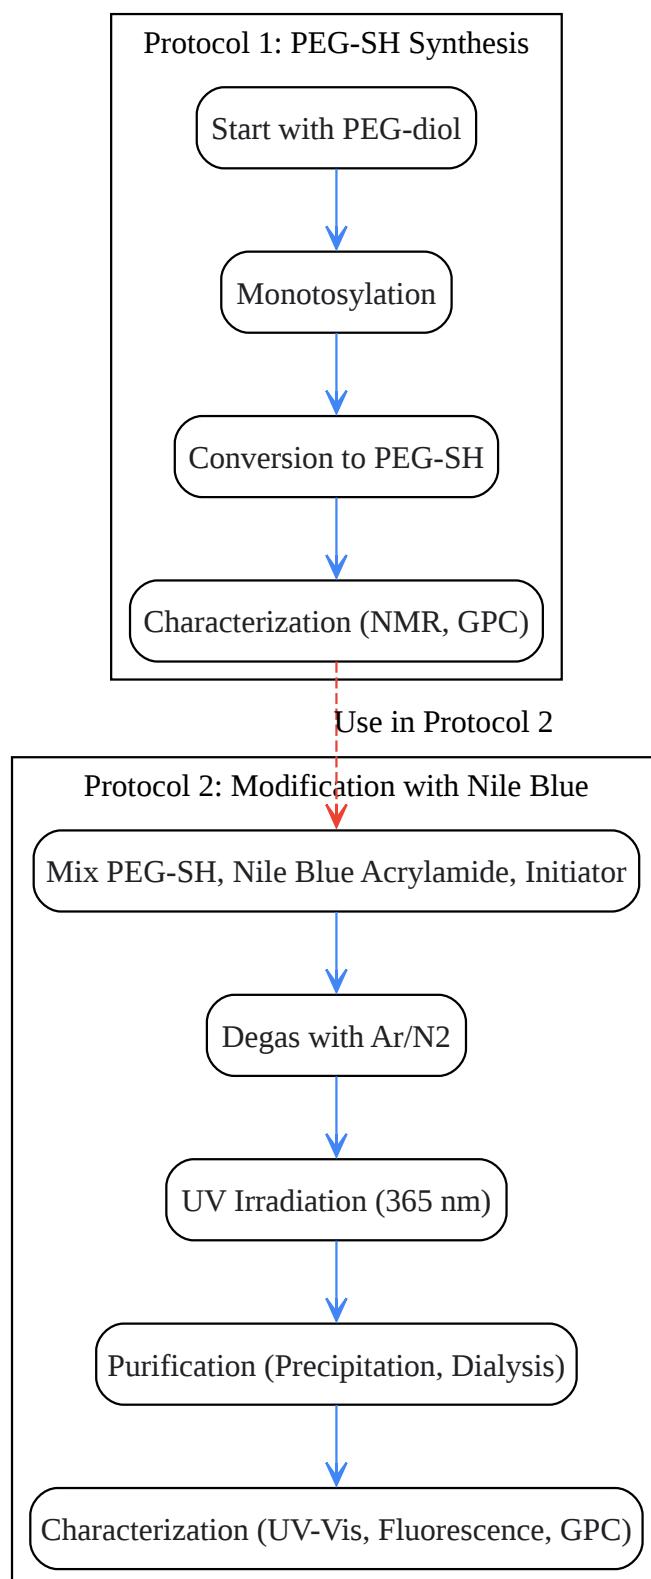 Protocol 1: PEG-SH Synthesis
Start with PEG-diol
Monotosylation
Conversion to PEG-SH
Characterization (NMR, GPC)
Use in Protocol 2
Protocol 2: Modification with Nile Blue
Mix PEG-SH, Nile Blue Acrylamide, Initiator
Degas with Ar/N2
UV Irradiation (365 nm)
Purification (Precipitation, Dialysis)
Characterization (UV-Vis, Fluorescence, GPC)